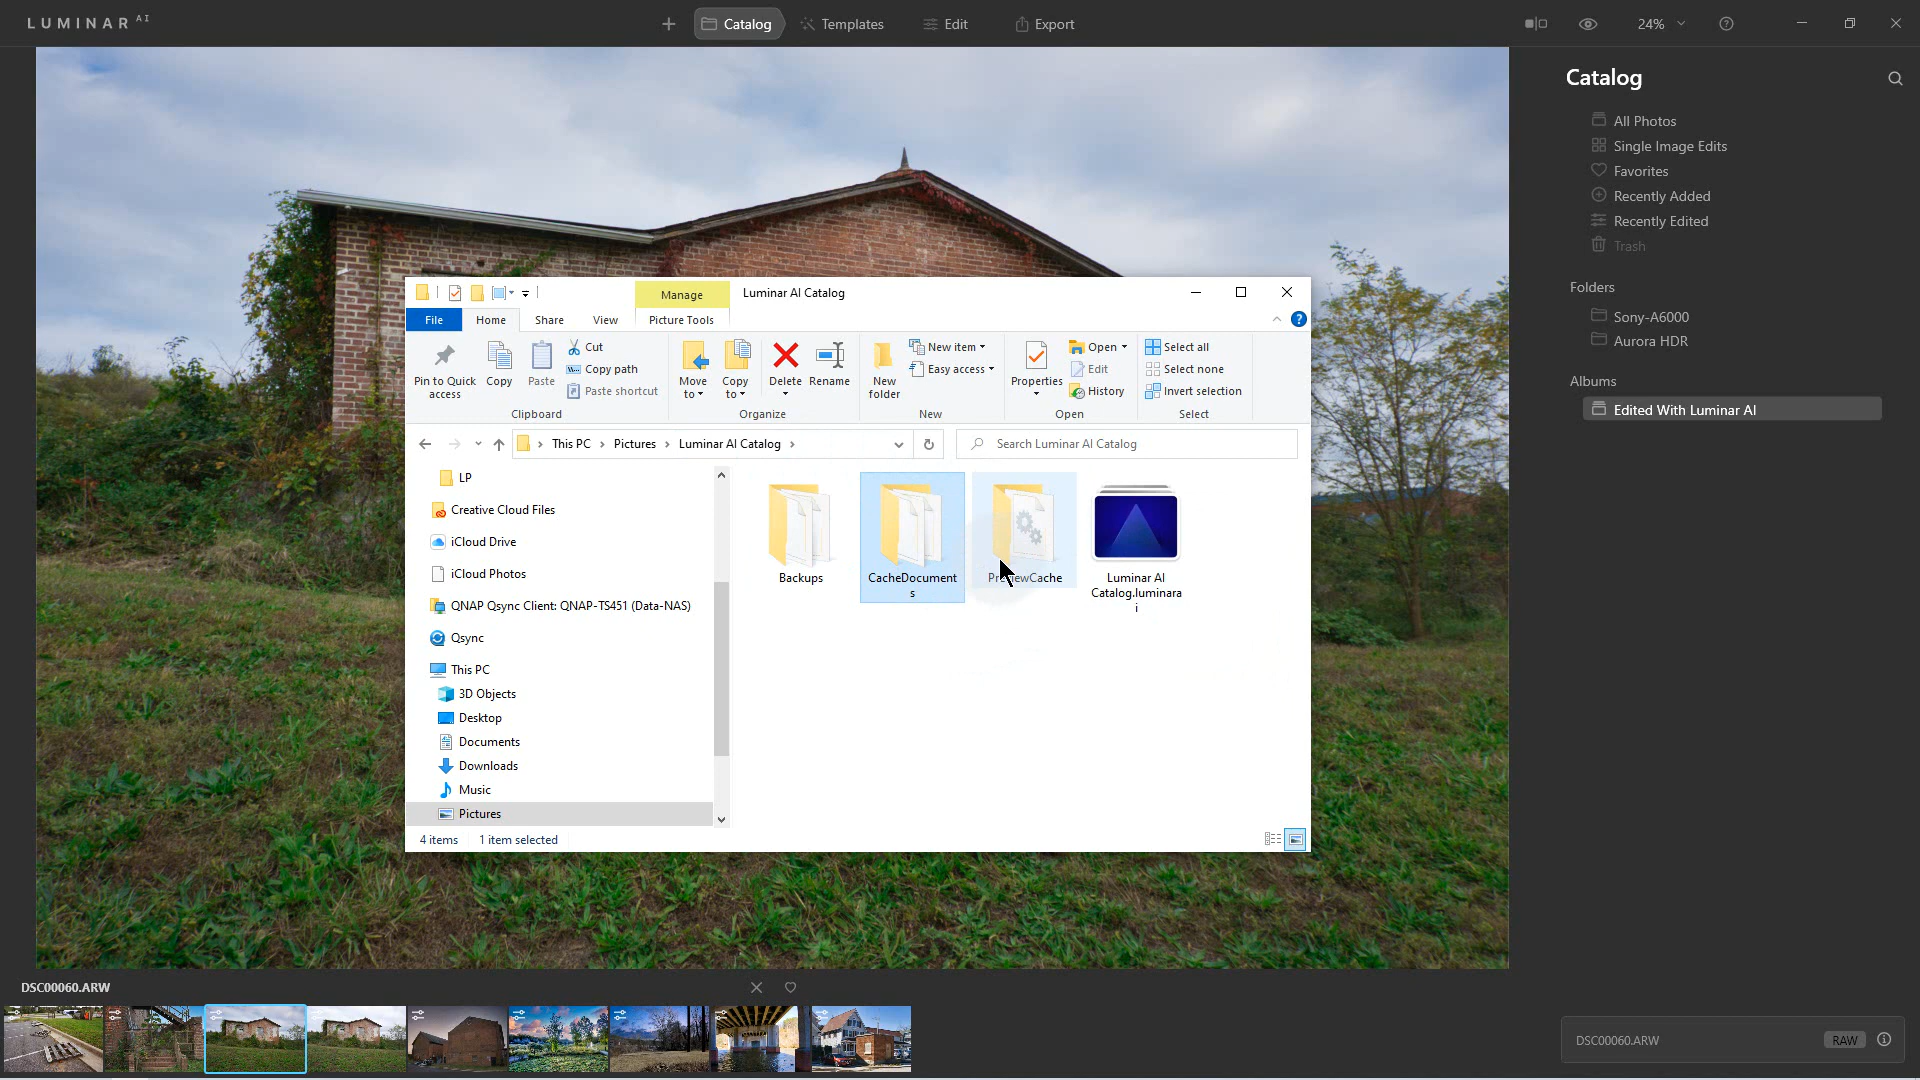 LUMINAR AI
Catalog
Templates
Edit
Export
24%
Catalog
All Photos
Single Image Edits
Favorites
Recently Added
Recently Edited
Trash
Folders
Sony-A6000
Aurora HDR
Albums
Edited With Luminar AI
Manage
Luminar AI Catalog
File
Home
Share
View
Picture Tools
Pin to Quick
access
Copy
Paste
Cut
Copy path
Paste shortcut
Clipboard
Move
to
Copy
to
Delete
Rename
Organize
New
folder
New item
Easy access
New
Properties
Open
Edit
History
Open
Select all
Select none
Invert selection
Select
This PC
Pictures
Luminar AI Catalog
Search Luminar AI Catalog
LP
Creative Cloud Files
iCloud Drive
iCloud Photos
QNAP Qsync Client: QNAP-TS451 (Data-NAS)
Qsync
This PC
3D Objects
Desktop
Documents
Downloads
Music
Pictures
Backups
CacheDocument
s
PreviewCache
Luminar AI
Catalog.luminara
i
4 items
1 item selected
DSC00060.ARW
DSC00060.ARW
RAW